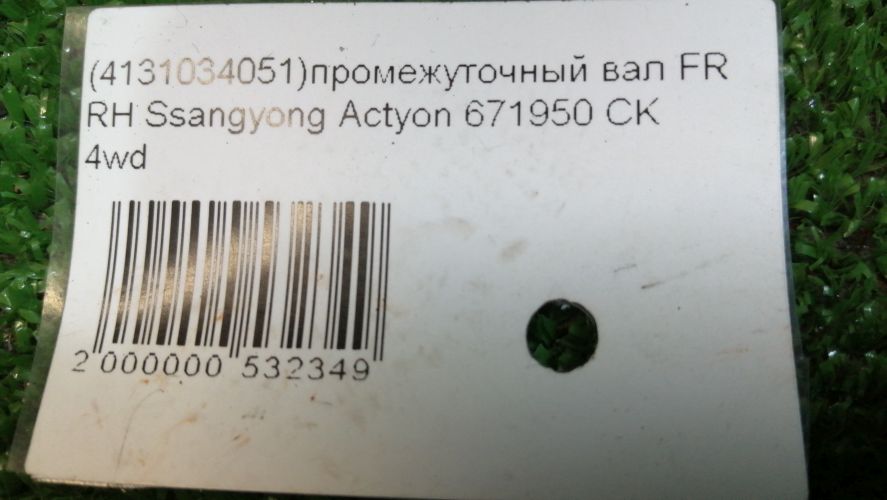 (4131034051)промежуточный вал FR
RH Ssangyong Actyon 671950 CK
4wd
2 000000 532349